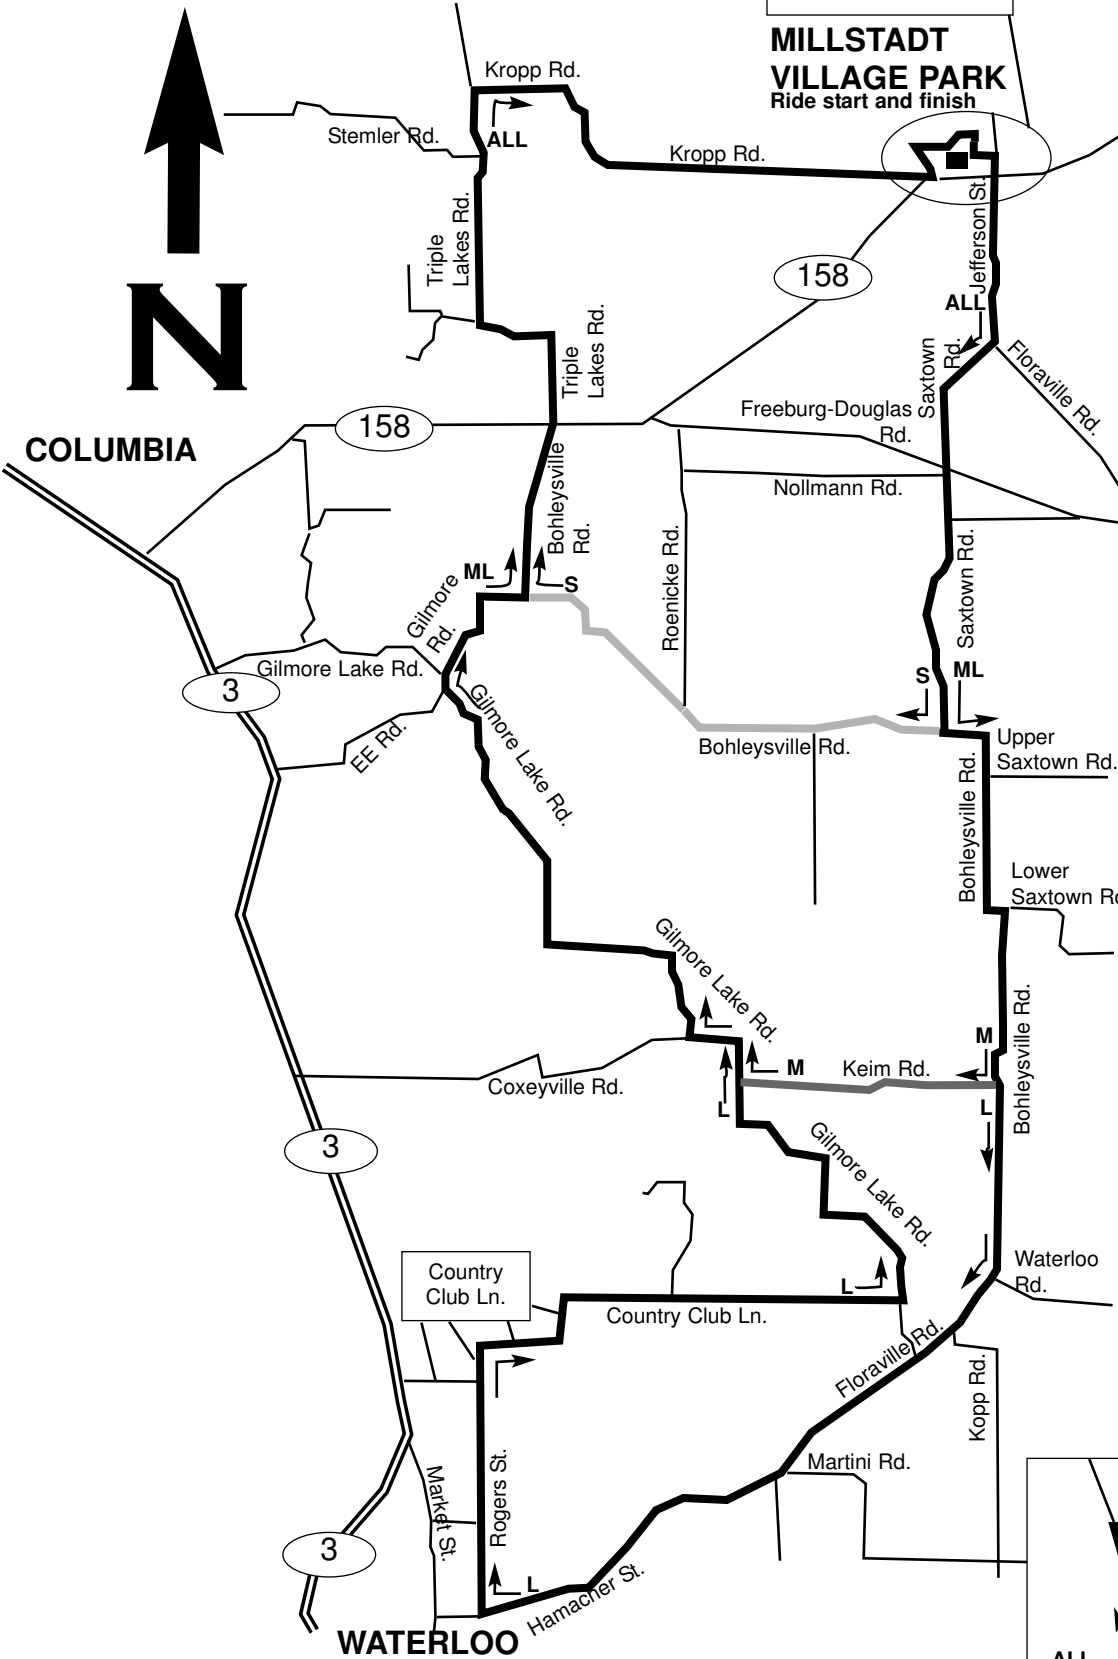 MILLSTADT
VILLAGE PARK
Ride start and finish
Kropp Rd.
Stemler Rd.
ALL
Kropp Rd.
Triple
Lakes Rd.
Jefferson St.
158
ALL
N
Triple
Lakes Rd.
Saxtown
Rd.
Floraville Rd.
Freeburg-Douglas
Rd.
158
COLUMBIA
Nollmann Rd.
Bohleysville
Rd.
Roenicke Rd.
Saxtown Rd.
ML
S
Gilmore
Rd.
Gilmore Lake Rd.
3
S
ML
Gilmore Lake Rd.
EE Rd.
Bohleysville Rd.
Upper
Saxtown Rd.
Bohleysville Rd.
Lower
Saxtown Rd
Gilmore Lake Rd.
Bohleysville Rd.
M
M
Keim Rd.
Coxeyville Rd.
L
L
3
Gilmore Lake Rd.
Country
Club Ln.
L
Waterloo
Rd.
Country Club Ln.
Floraville Rd.
Kopp Rd.
Martini Rd.
Market St.
Rogers St.
3
L
Hamacher St.
WATERLOO
ALL